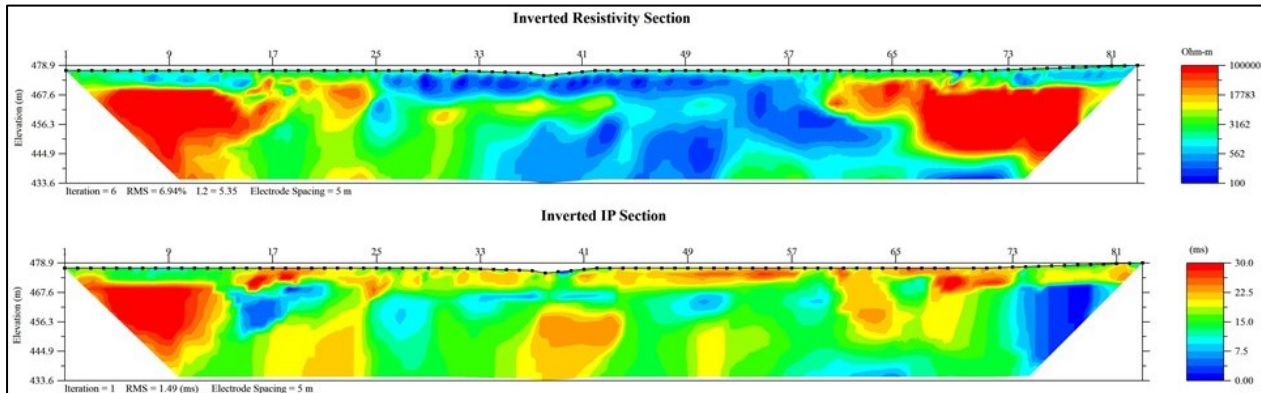 Inverted Resistivity Section
1 9 17 25 33 41 49 57 65 73 81
Ohm-m
478.9
467.6
456.3
444.9
433.6
Elevation (m)
100000
17783
3162
562
100
Iteration = 6 RMS = 6.94% L2 = 5.35 Electrode Spacing = 5 m
Inverted IP Section
1 9 17 25 33 41 49 57 65 73 81
(ms)
478.9
467.6
456.3
444.9
433.6
Elevation (m)
30.0
22.5
15.0
7.5
0.00
Iteration = 1 RMS = 1.49 (ms) Electrode Spacing = 5 m